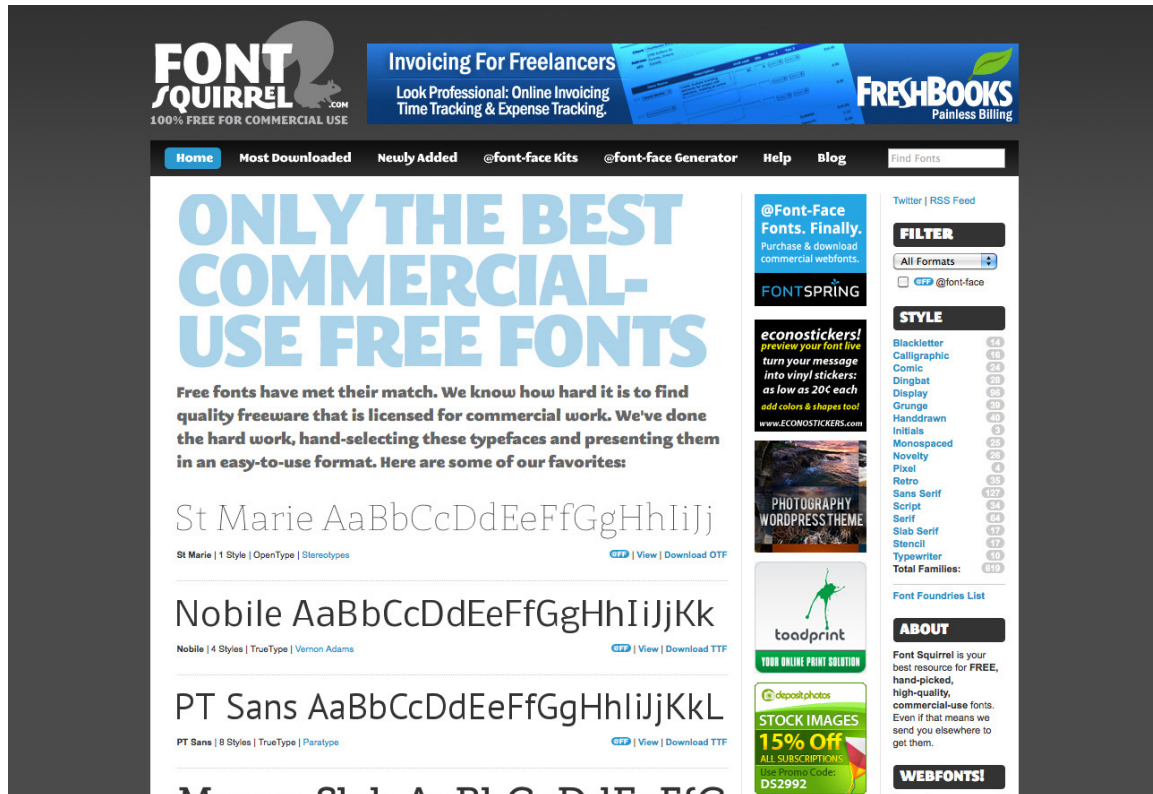 FONT
SQUIRREL
.COM
100% FREE FOR COMMERCIAL USE
Invoicing For Freelancers
Look Professional: Online Invoicing
Time Tracking & Expense Tracking.
FRESHBOOKS
Painless Billing
Home Most Downloaded Newly Added @font-face Kits @font-face Generator Help Blog Find Fonts
ONLY THE BEST
COMMERCIAL-
USE FREE FONTS
Free fonts have met their match. We know how hard it is to find
quality freeware that is licensed for commercial work. We've done
the hard work, hand-selecting these typefaces and presenting them
in an easy-to-use format. Here are some of our favorites:
St Marie AaBbCcDdEeFfGgHhIiJj
St Marie | 1 Style | OpenType | Stereotypes @FF | View | Download OTF
Nobile AaBbCcDdEeFfGgHhIiJjKk
Nobile | 4 Styles | TrueType | Vernon Adams @FF | View | Download TTF
PT Sans AaBbCcDdEeFfGgHhIiJjKkL
PT Sans | 8 Styles | TrueType | Paratype @FF | View | Download TTF
@Font-Face
Fonts. Finally.
Purchase & download
commercial webfonts.
FONTSPRING
econostickers!
preview your font live
turn your message
into vinyl stickers:
as low as 20¢ each
add colors & shapes too!
www.ECONOSTICKERS.com
PHOTOGRAPHY
WORDPRESS THEME
toadprint
YOUR ONLINE PRINT SOLUTION
depositphotos
STOCK IMAGES
15% Off
ALL SUBSCRIPTIONS
Use Promo Code:
DS2992
Twitter | RSS Feed
FILTER
All Formats
@FF @font-face
STYLE
Blackletter 14
Calligraphic 16
Comic 24
Dingbat
Display
Grunge
Handdrawn 40
Initials 3
Monospaced 25
Novelty 26
Pixel 4
Retro 35
Sans Serif 127
Script 34
Serif 64
Slab Serif 17
Stencil 17
Typewriter 10
Total Families: 619
Font Foundries List
ABOUT
Font Squirrel is your
best resource for FREE,
hand-picked,
high-quality,
commercial-use fonts.
Even if that means we
send you elsewhere to
get them.
WEBFONTS!